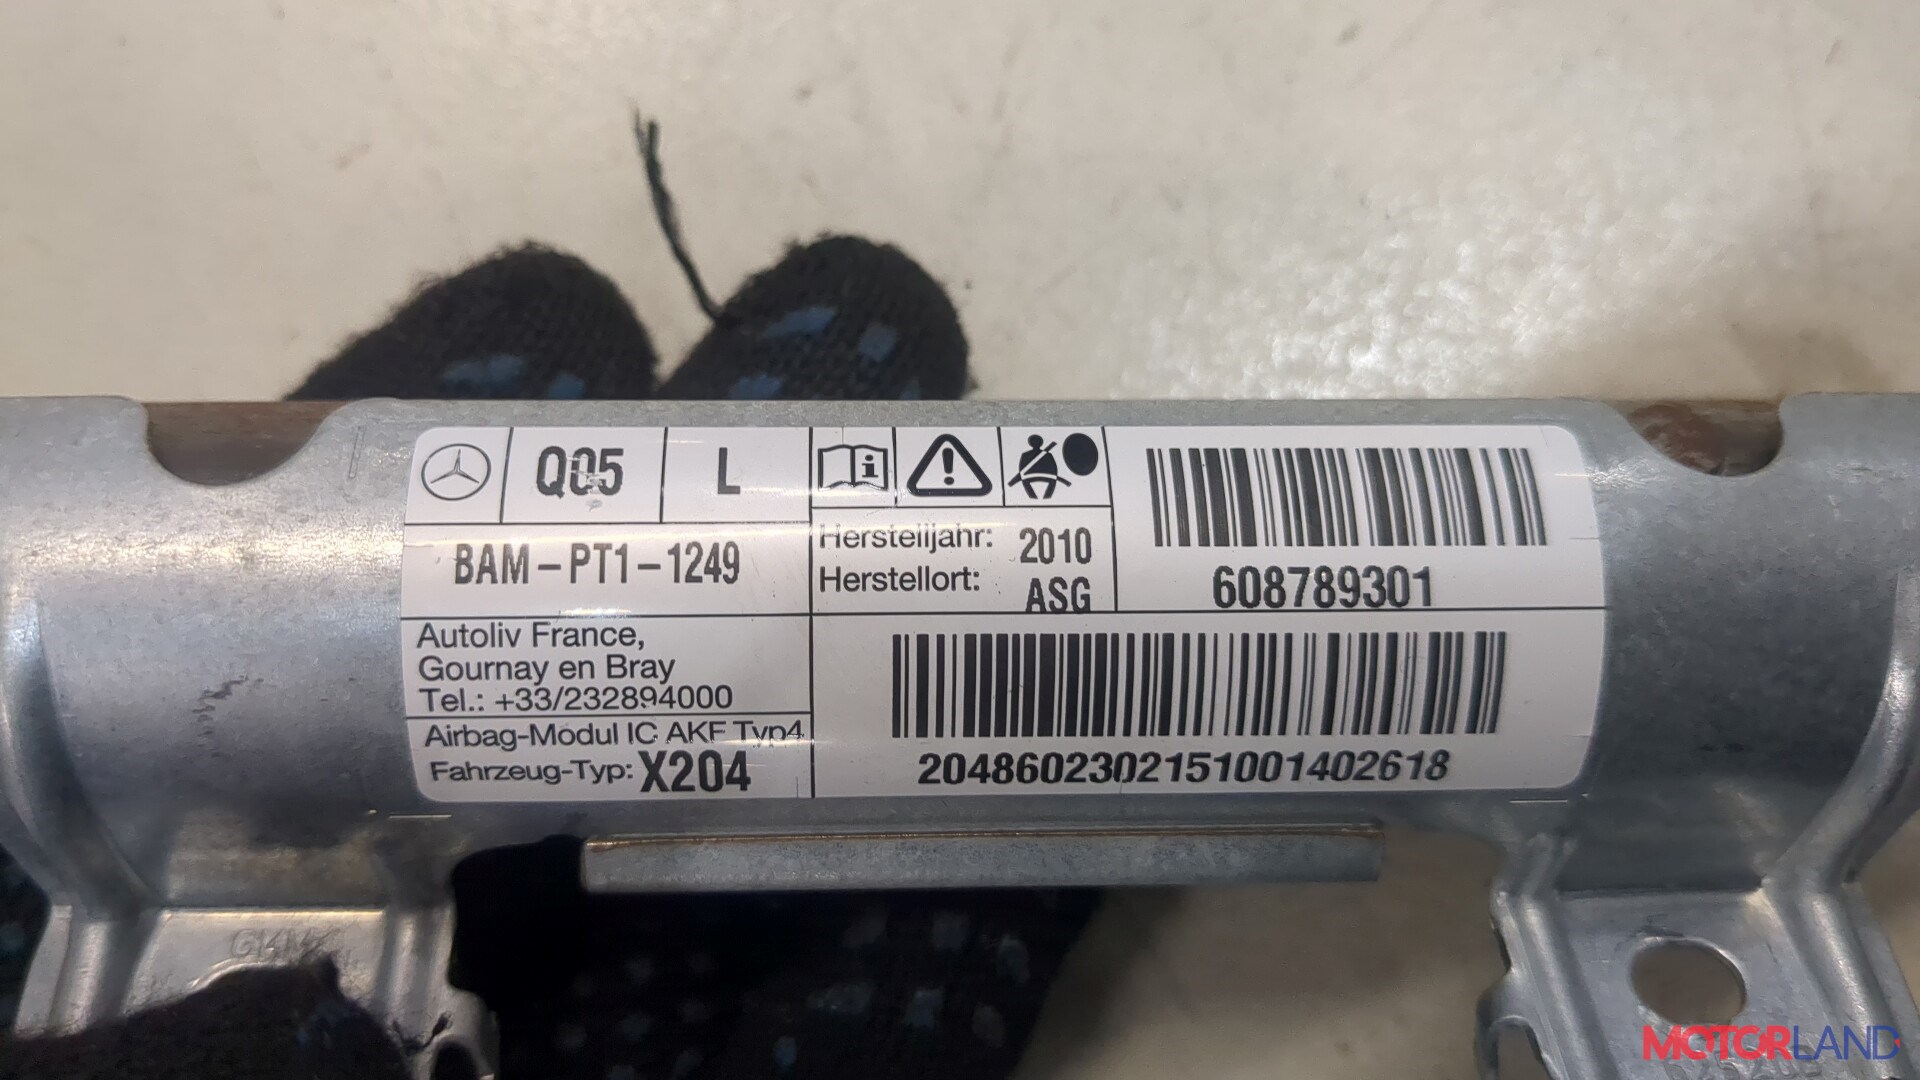 Q05
L
BAM-PT1-1249
Herstelljahr: 2010
Herstellort: ASG
608789301
Autoliv France,
Gournay en Bray
Tel.: +33/232894000
Airbag-Modul IC AKF Typ4
Fahrzeug-Typ: X204
2048602302151001402618
MOTORLAND